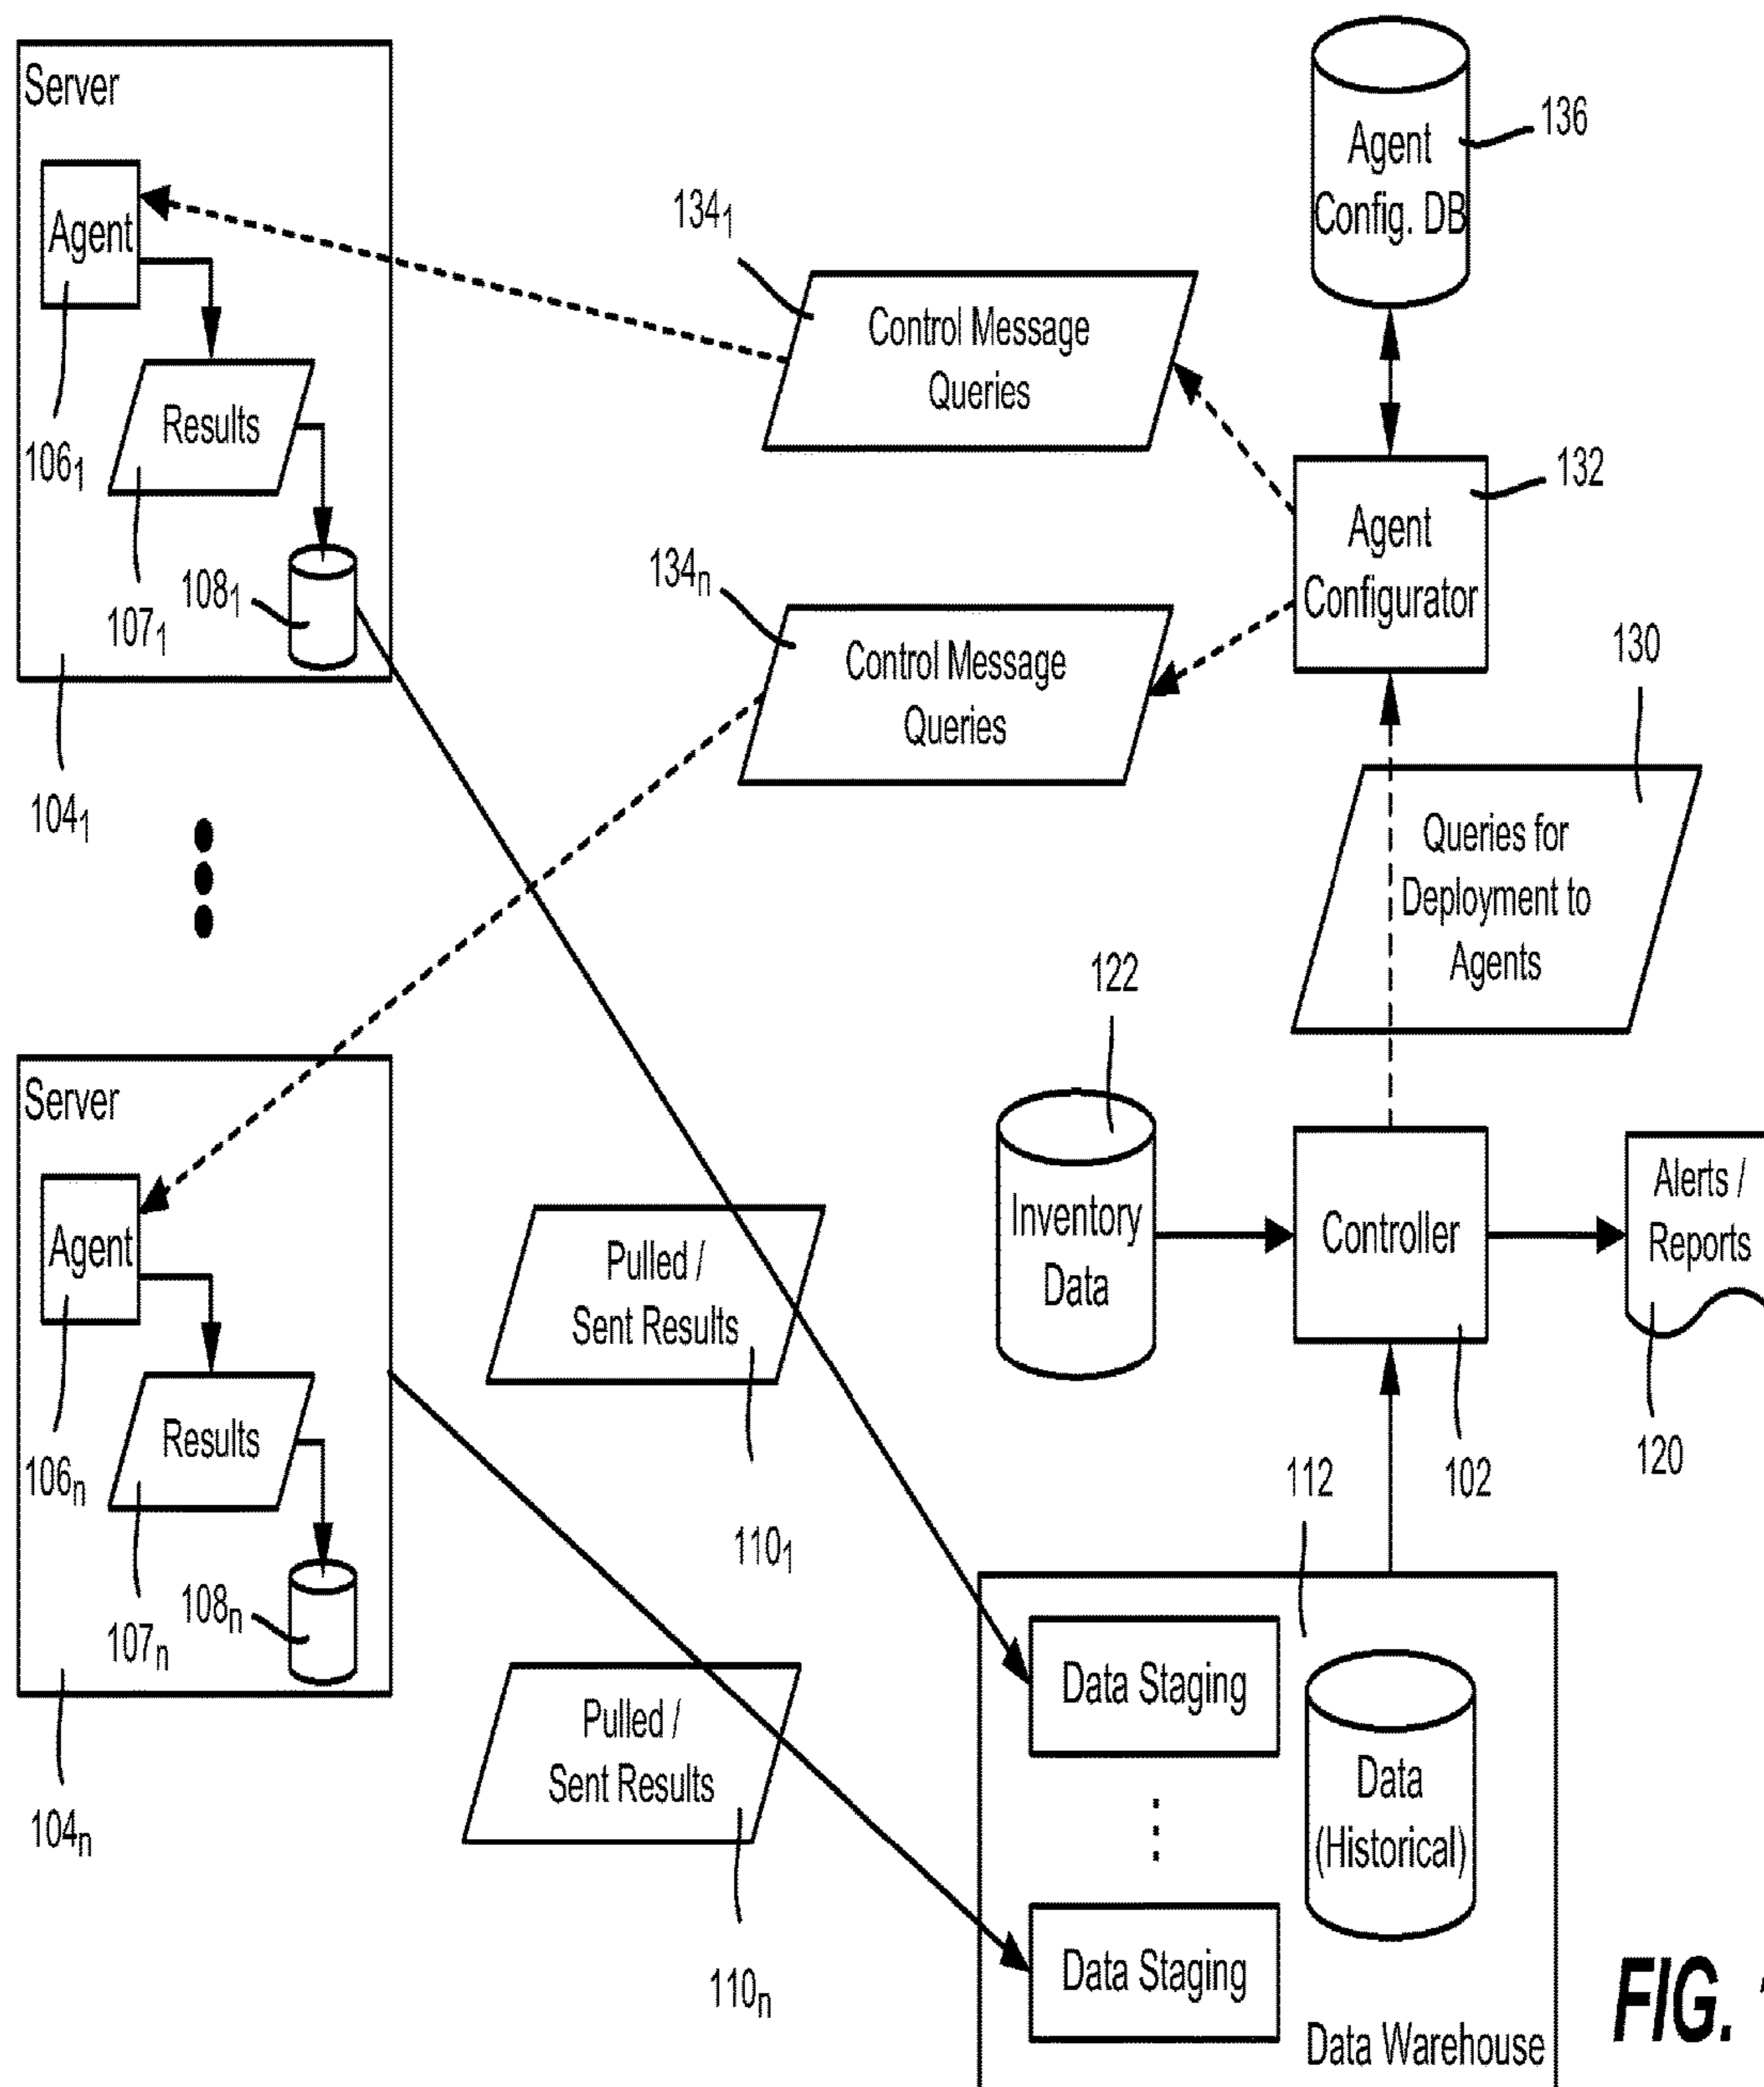 Server
Agent
106₁
Results
107₁
108₁
104₁
134₁
Control Message
Queries
134ₙ
Control Message
Queries
Agent
Config. DB
136
Agent
Configurator
132
130
Queries for
Deployment to
Agents
122
Inventory
Data
Controller
102
Alerts /
Reports
120
Server
Agent
106ₙ
Results
107ₙ
108ₙ
104ₙ
Pulled /
Sent Results
110₁
Pulled /
Sent Results
110ₙ
112
Data Staging
Data
(Historical)
Data Staging
Data Warehouse
FIG.